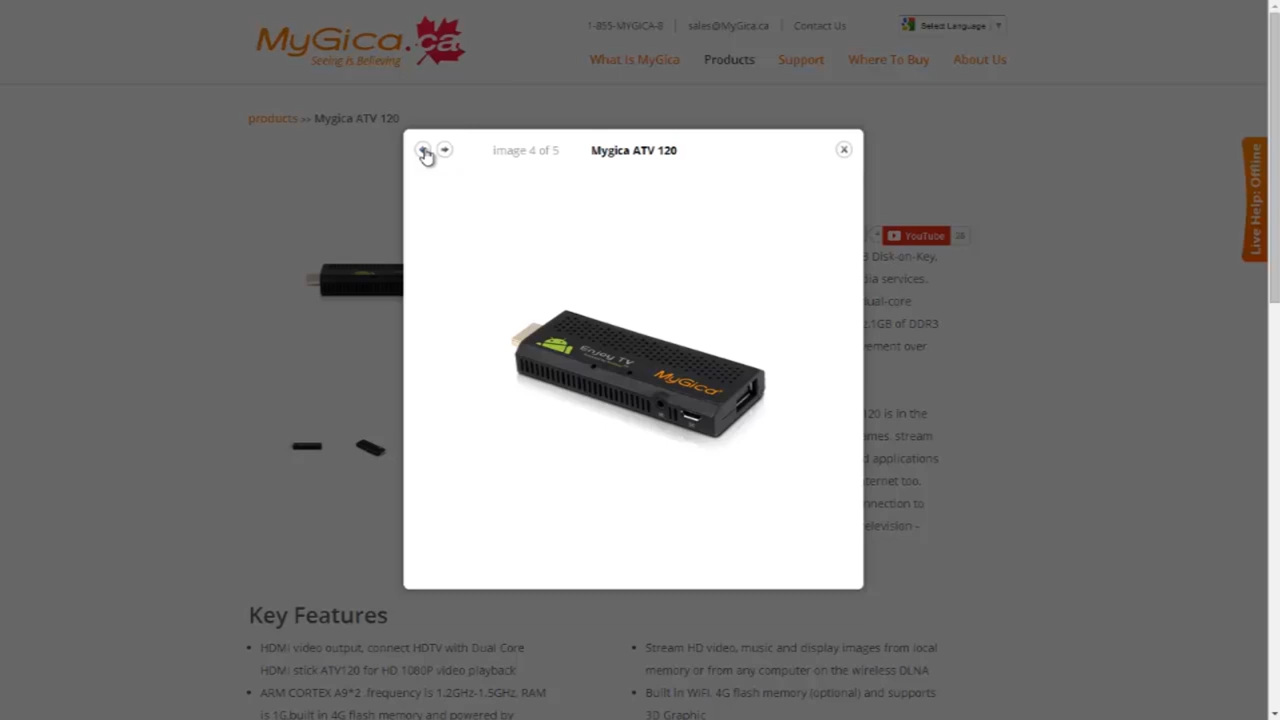 MyGica.ca
Seeing is Believing
1-855-MYGICA-8 | sales@MyGica.ca | Contact Us
Select Language
What is MyGica Products Support Where To Buy About Us
products >> Mygica ATV 120
image 4 of 5 Mygica ATV 120
Live Help: Offline
YouTube 28
Disk-on-Key,
dia services.
dual-core
1GB of DDR3
vement over
Enjoy TV
MyGica
120 is in the
mes, stream
d applications
ternet too.
nnection to
elevision -
Key Features
• HDMI video output, connect HDTV with Dual Core
HDMI stick ATV120 for HD 1080P video playback
• ARM CORTEX A9*2 .frequency is 1.2GHz-1.5GHz, RAM
is 1G,built in 4G flash memory and powered by
• Stream HD video, music and display images from local
memory or from any computer on the wireless DLNA
• Built in WiFi, 4G flash memory (optional) and supports
3D Graphic